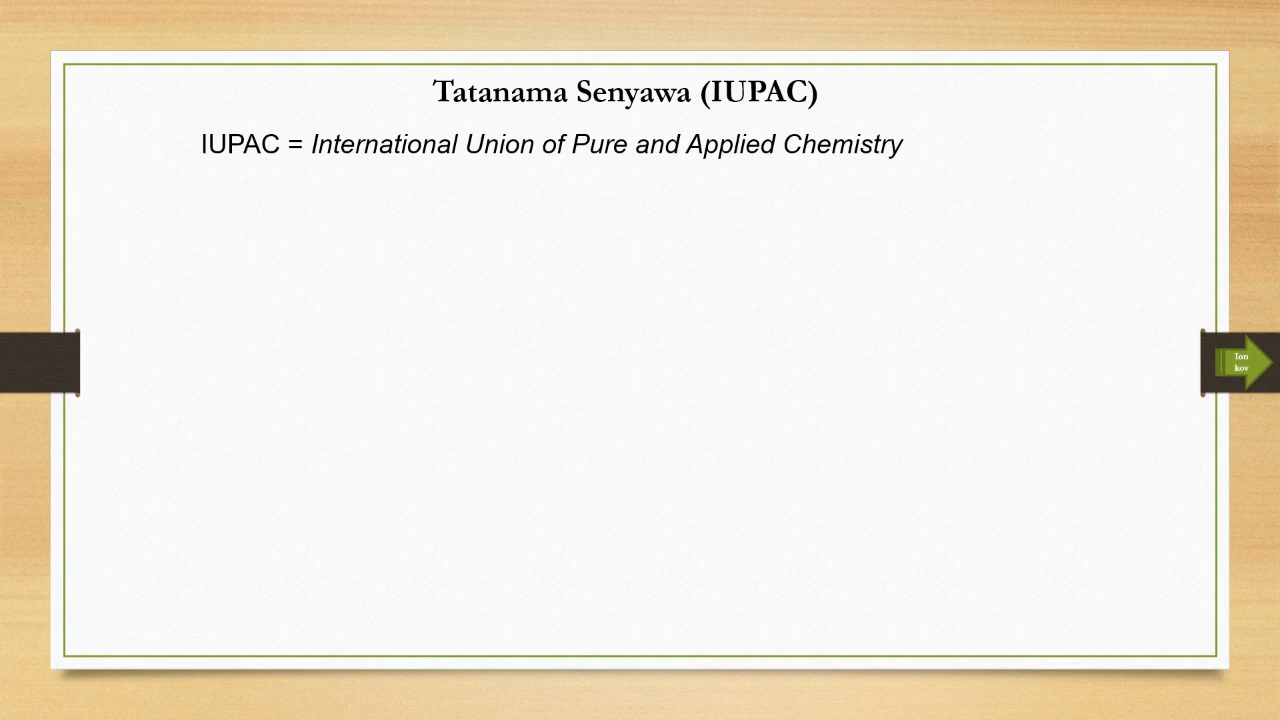 Tatanama Senyawa (IUPAC)
IUPAC = International Union of Pure and Applied Chemistry
Ion
kov